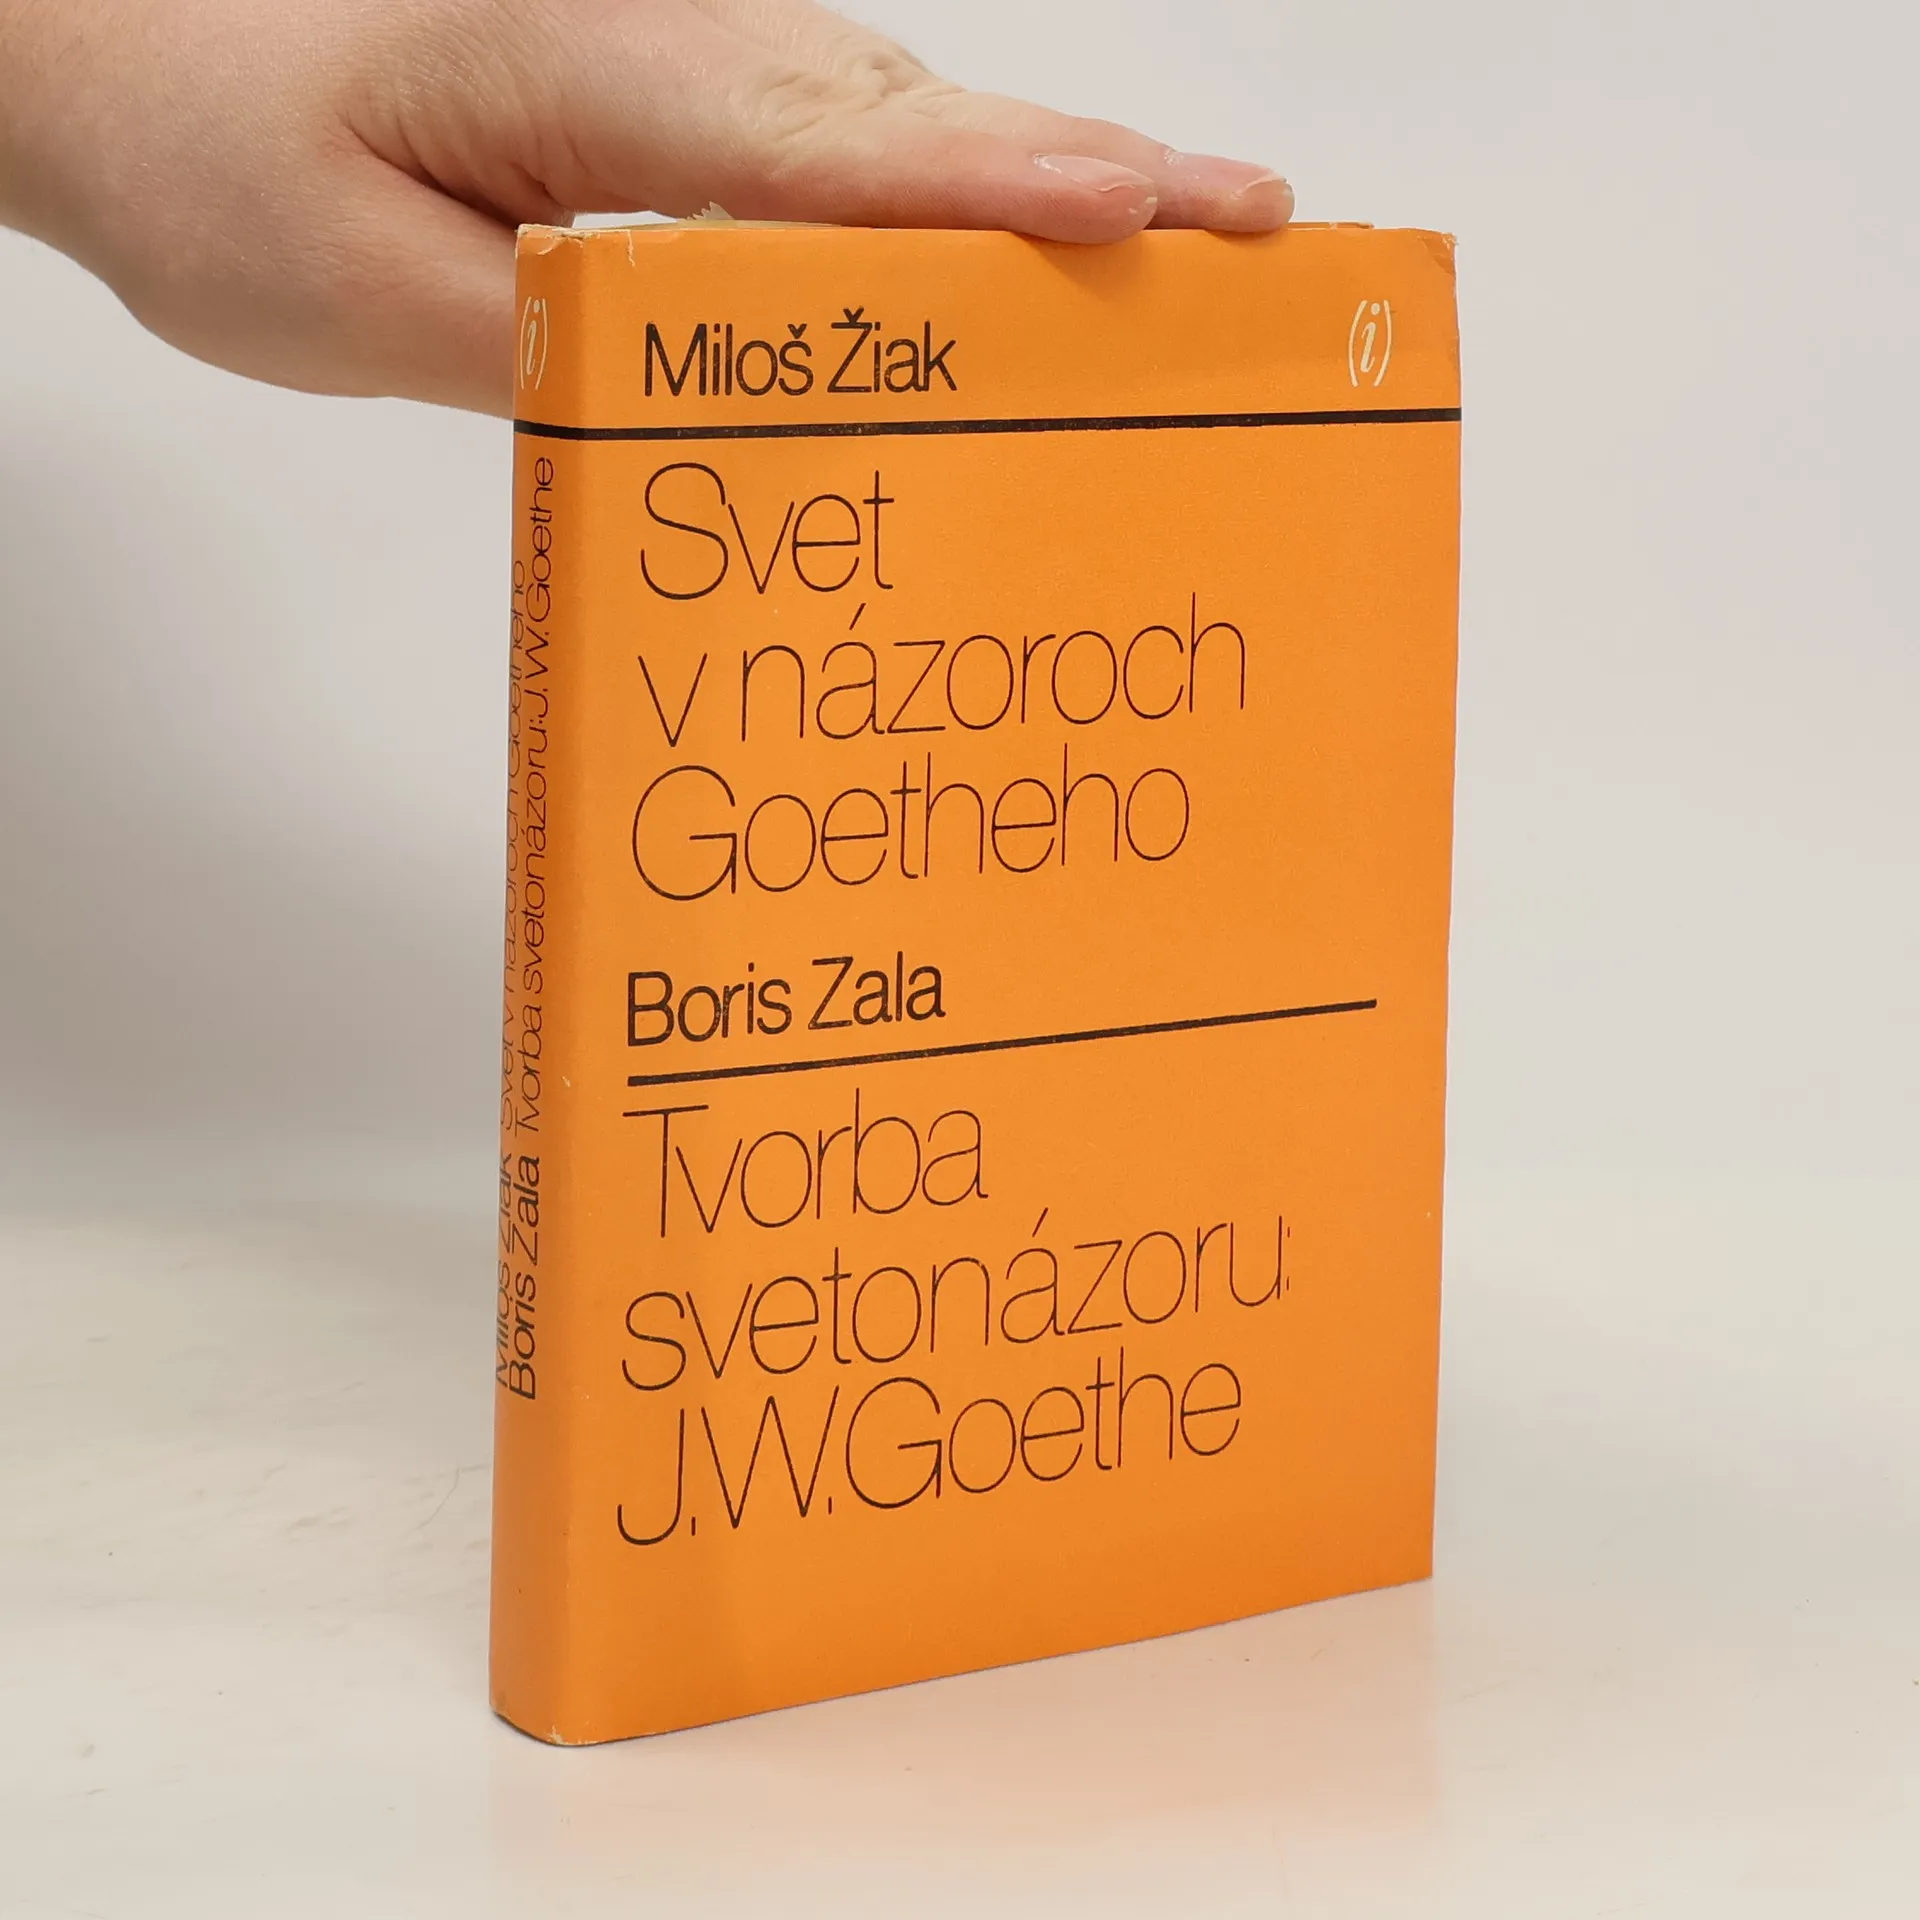 Miloš Žiak
(i)
Svet
v názoroch
Goetheho
Boris Zala
Tvorba
svetonázoru:
J.W.Goethe
(i)
Miloš Žiak Svet v názoroch Goetheho
Boris Zala Tvorba svetonázoru: J.W. Goethe